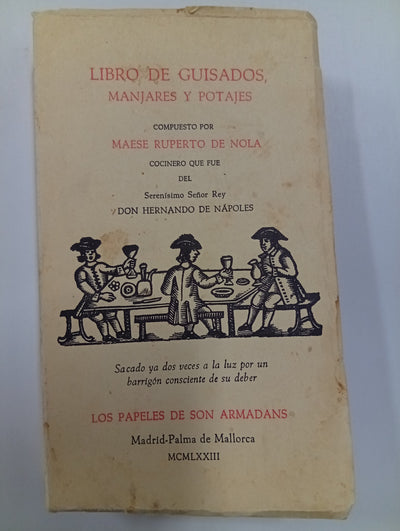 LIBRO DE GUISADOS,
MANJARES Y POTAJES
COMPUESTO POR
MAESE RUPERTO DE NOLA
COCINERO QUE FUE
DEL
Serenísimo Señor Rey
DON HERNANDO DE NÁPOLES
Sacado ya dos veces a la luz por un
barrigón consciente de su deber
LOS PAPELES DE SON ARMADANS
Madrid-Palma de Mallorca
MCMLXXIII